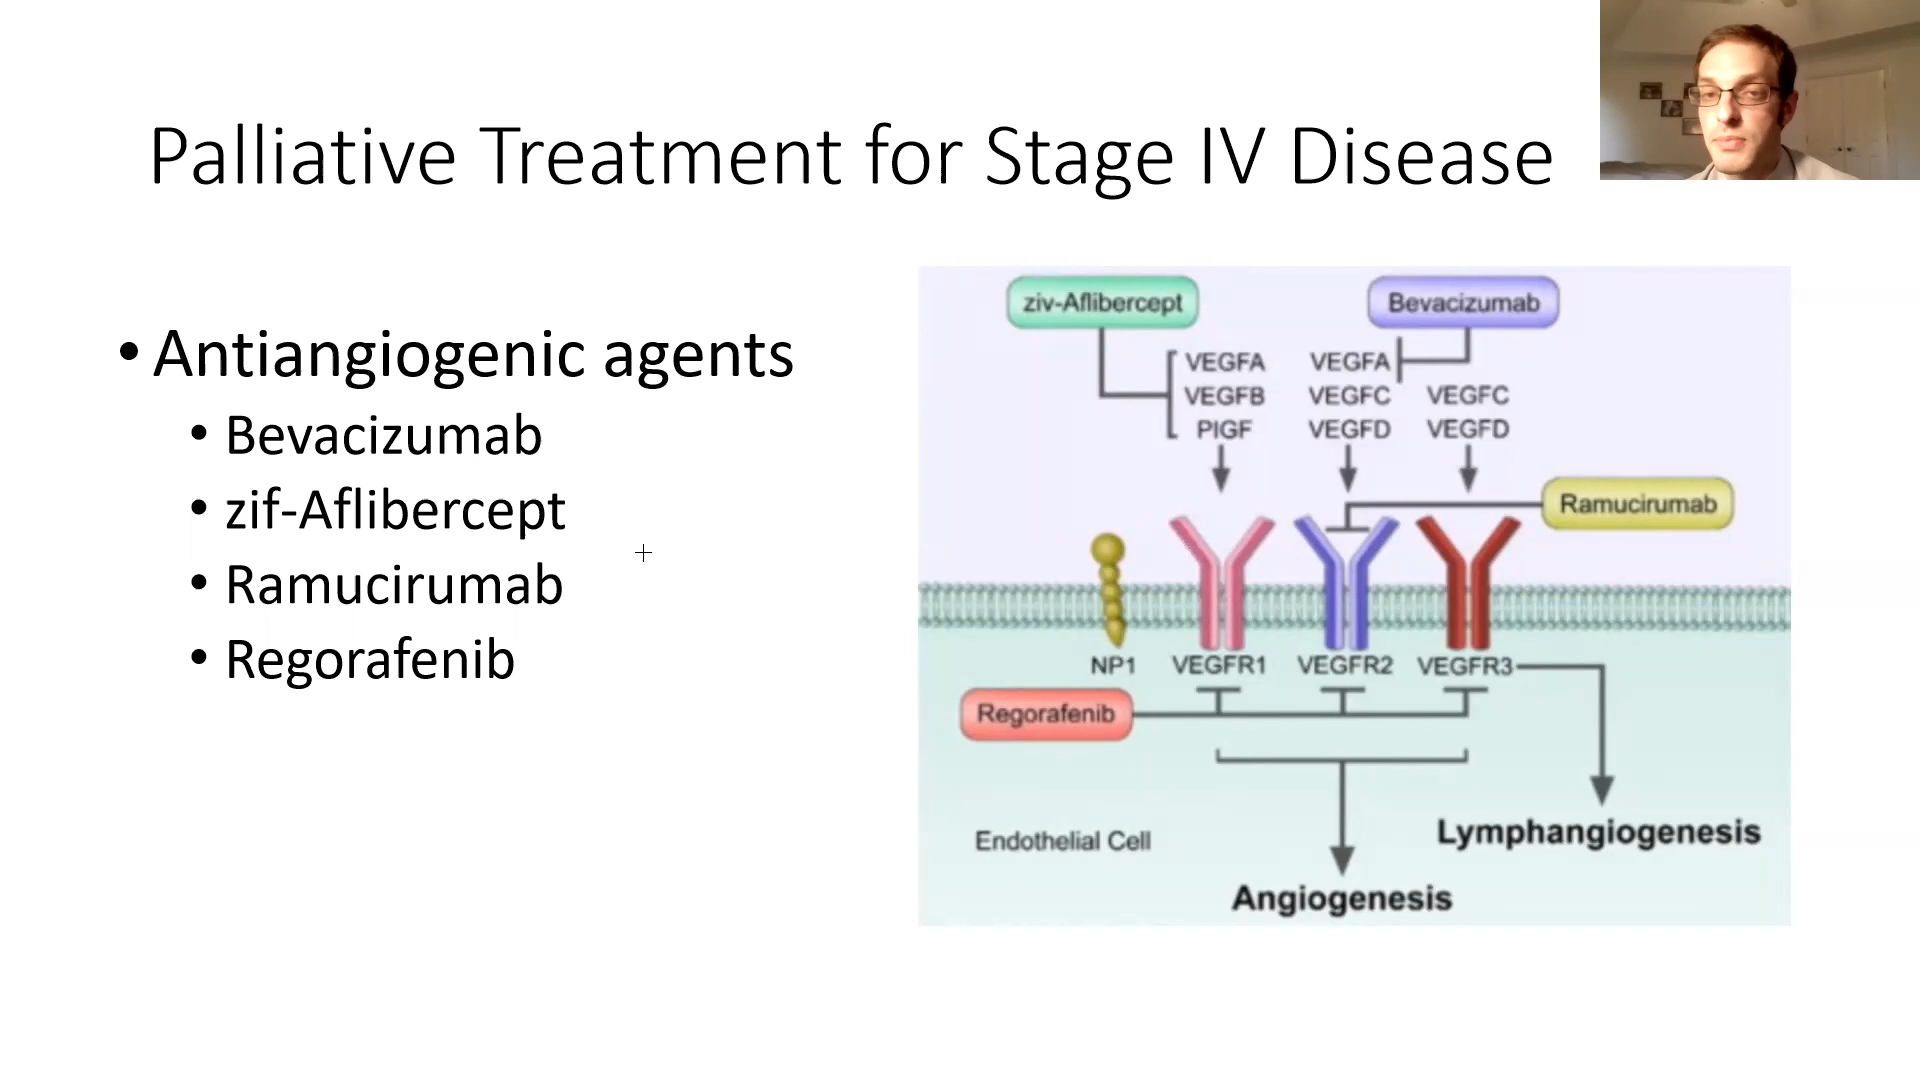 Palliative Treatment for Stage IV Disease
• Antiangiogenic agents
• Bevacizumab
• zif-Aflibercept
• Ramucirumab
• Regorafenib
ziv-Aflibercept
Bevacizumab
VEGFA
VEGFB
PIGF
VEGFA
VEGFC
VEGFD
VEGFC
VEGFD
Ramucirumab
NP1
VEGFR1
VEGFR2
VEGFR3
Regorafenib
Endothelial Cell
Lymphangiogenesis
Angiogenesis